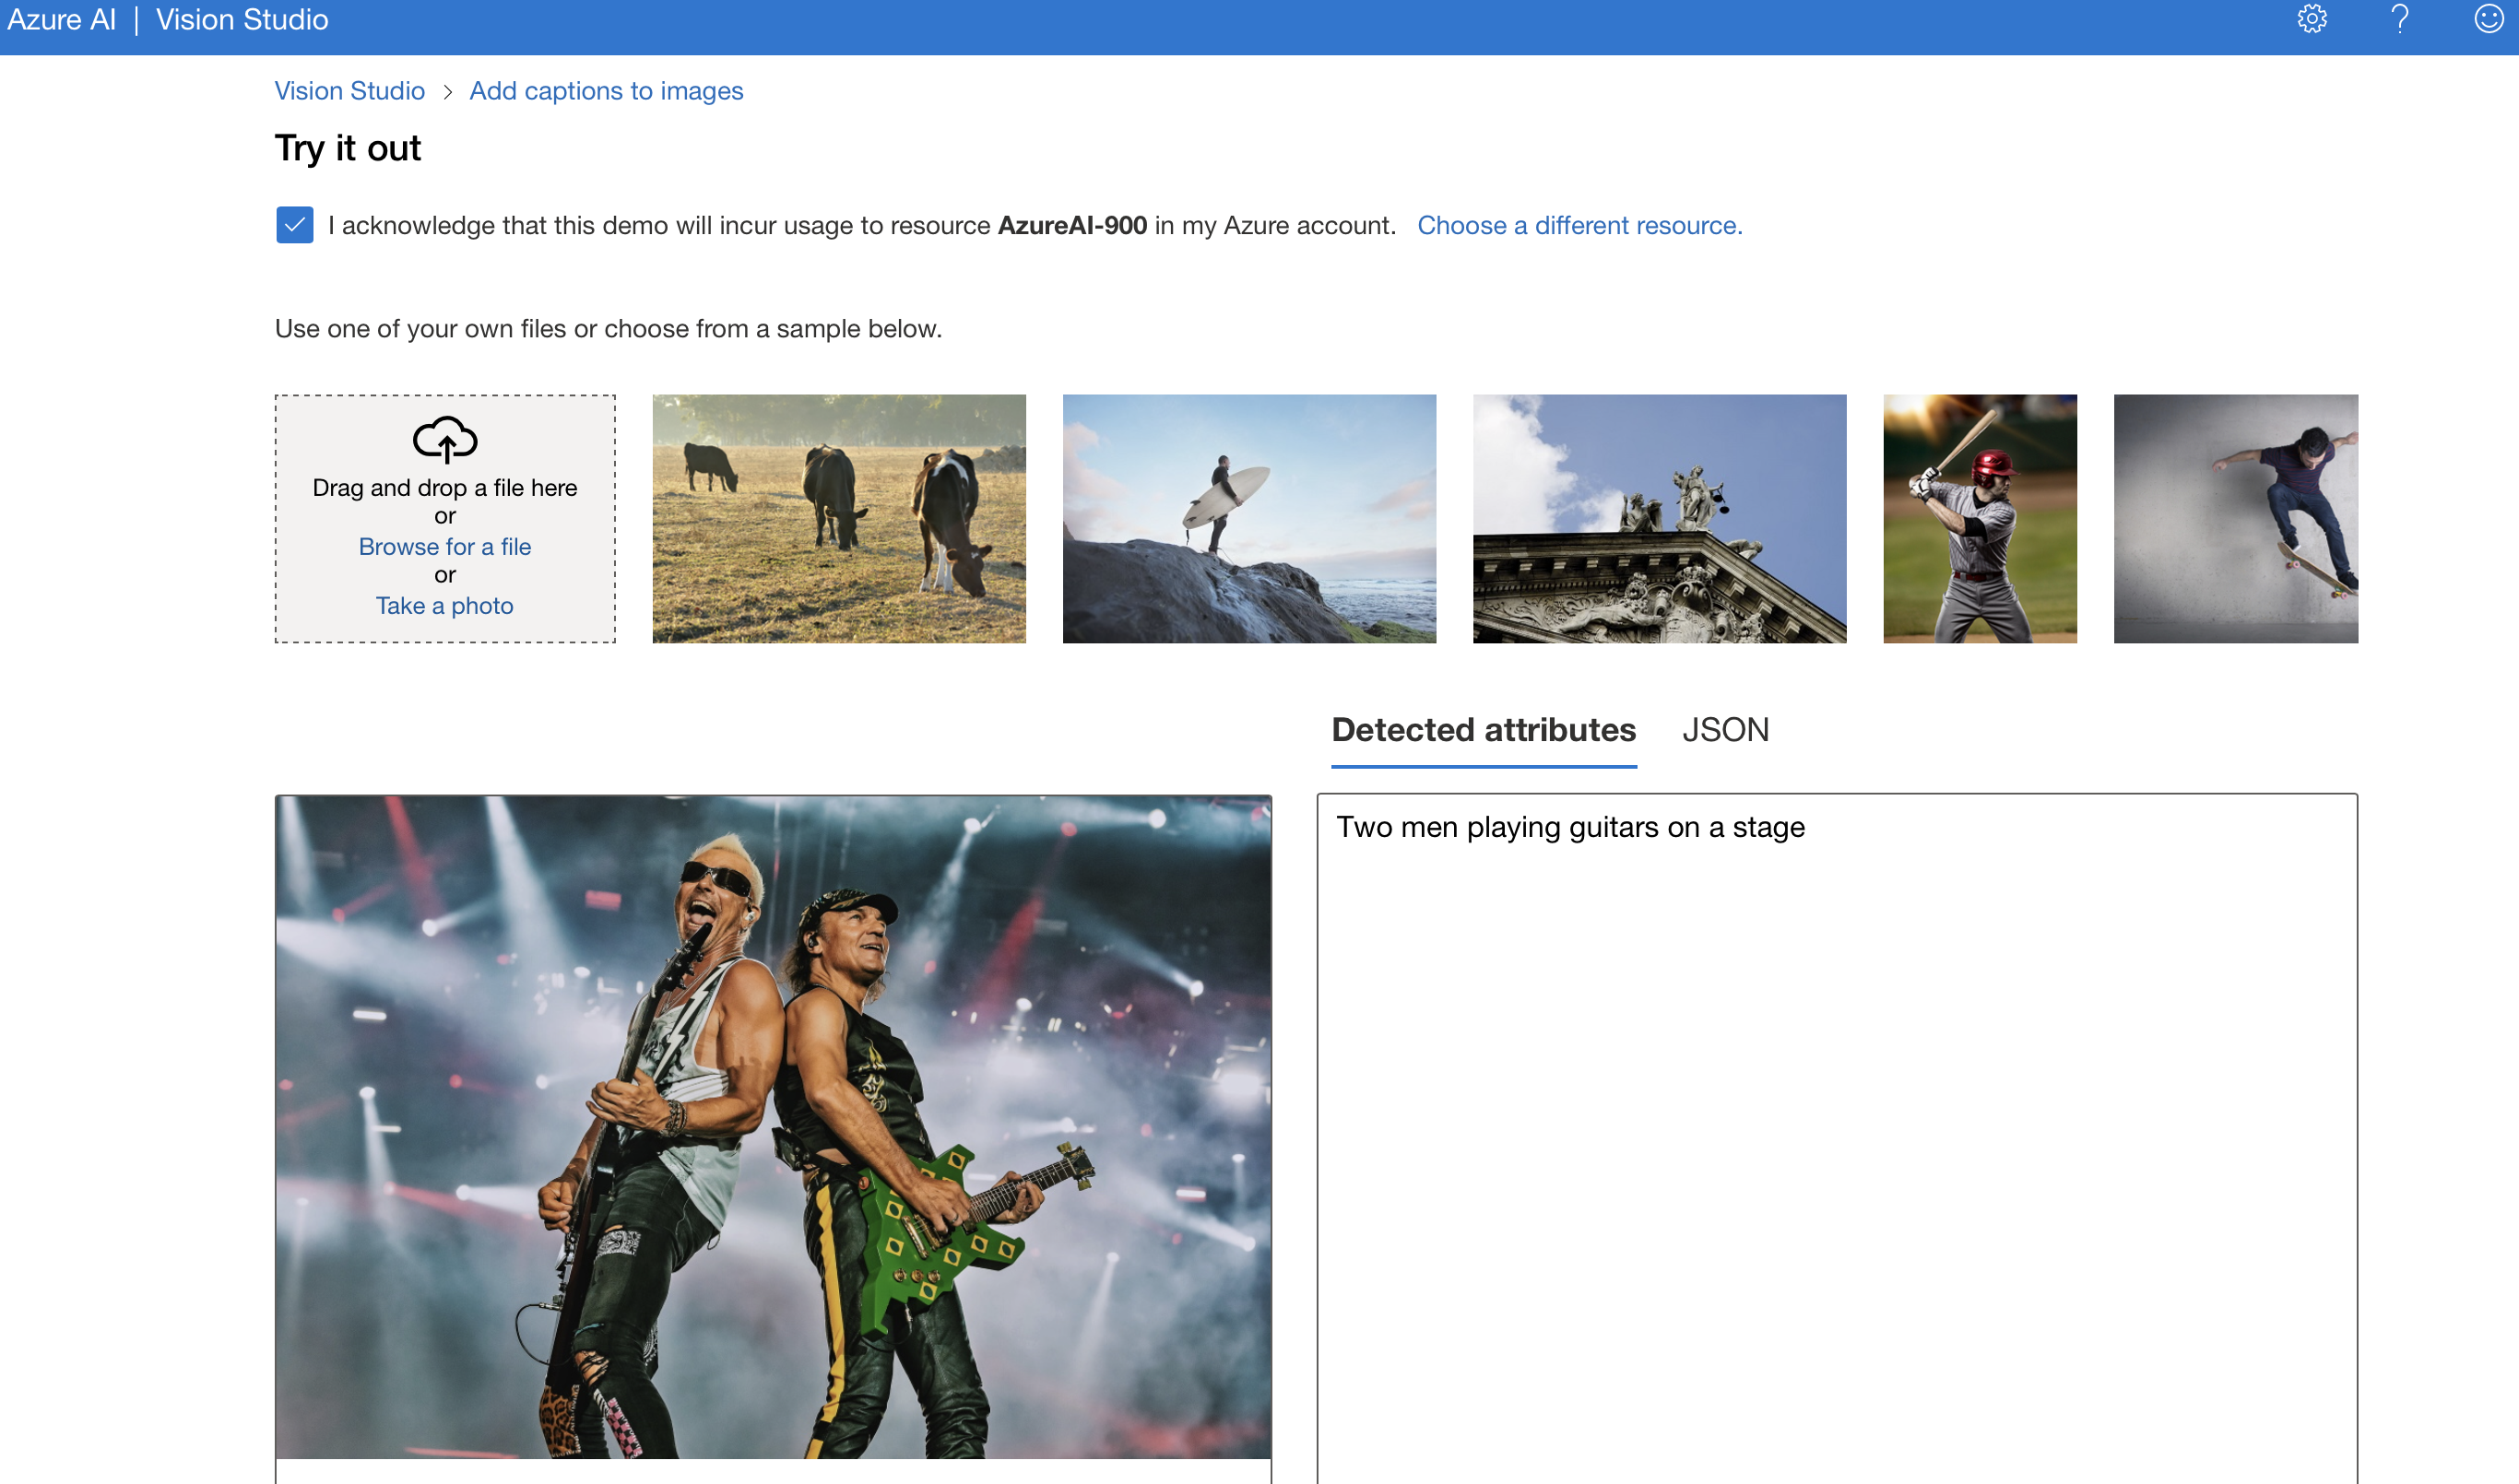 Azure AI | Vision Studio
Vision Studio > Add captions to images
Try it out
I acknowledge that this demo will incur usage to resource AzureAI-900 in my Azure account. Choose a different resource.
Use one of your own files or choose from a sample below.
Drag and drop a file here
or
Browse for a file
or
Take a photo
Detected attributes JSON
Two men playing guitars on a stage